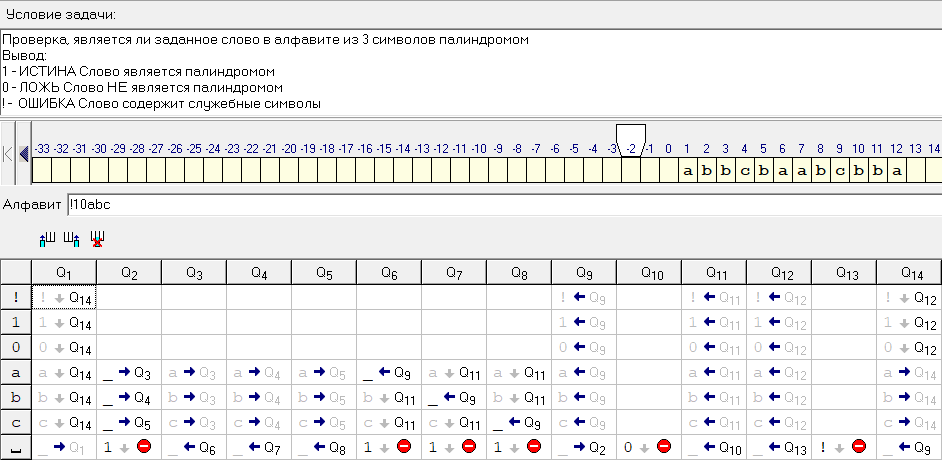 Условие задачи:
Проверка, является ли заданное слово в алфавите из 3 символов палиндромом
Вывод:
1 - ИСТИНА Слово является палиндромом
0 - ЛОЖЬ Слово НЕ является палиндромом
! - ОШИБКА Слово содержит служебные символы
-33 -32 -31 -30 -29 -28 -27 -26 -25 -24 -23 -22 -21 -20 -19 -18 -17 -16 -15 -14 -13 -12 -11 -10 -9 -8 -7 -6 -5 -4 -3 -2 -1 0 1 2 3 4 5 6 7 8 9 10 11 12 13 14
a b b c b a a b c b b a
Алфавит !10abc
Q1 Q2 Q3 Q4 Q5 Q6 Q7 Q8 Q9 Q10 Q11 Q12 Q13 Q14
! ! ↓ Q14 ! ← Q9 ! ← Q11 ! ← Q12 ! ↓ Q12
1 1 ↓ Q14 1 ← Q9 1 ← Q11 1 ← Q12 1 ↓ Q12
0 0 ↓ Q14 0 ← Q9 0 ← Q11 0 ← Q12 0 ↓ Q12
a a ↓ Q14 _ → Q3 a → Q3 a → Q4 a → Q5 _ ← Q9 a ↓ Q11 a ↓ Q11 a ← Q9 a ← Q11 a ← Q12 a → Q14
b b ↓ Q14 _ → Q4 b → Q3 b → Q4 b → Q5 b ↓ Q11 _ ← Q9 b ↓ Q11 b ← Q9 b ← Q11 b ← Q12 b → Q14
c c ↓ Q14 _ → Q5 c → Q3 c → Q4 c → Q5 c ↓ Q11 c ↓ Q11 _ ← Q9 c ← Q9 c ← Q11 c ← Q12 c → Q14
_ → Q1 1 ↓ _ ← Q6 _ ← Q7 _ ← Q8 1 ↓ 1 ↓ 1 ↓ _ → Q2 0 ↓ _ ← Q10 _ ← Q13 ! ↓ _ ← Q9